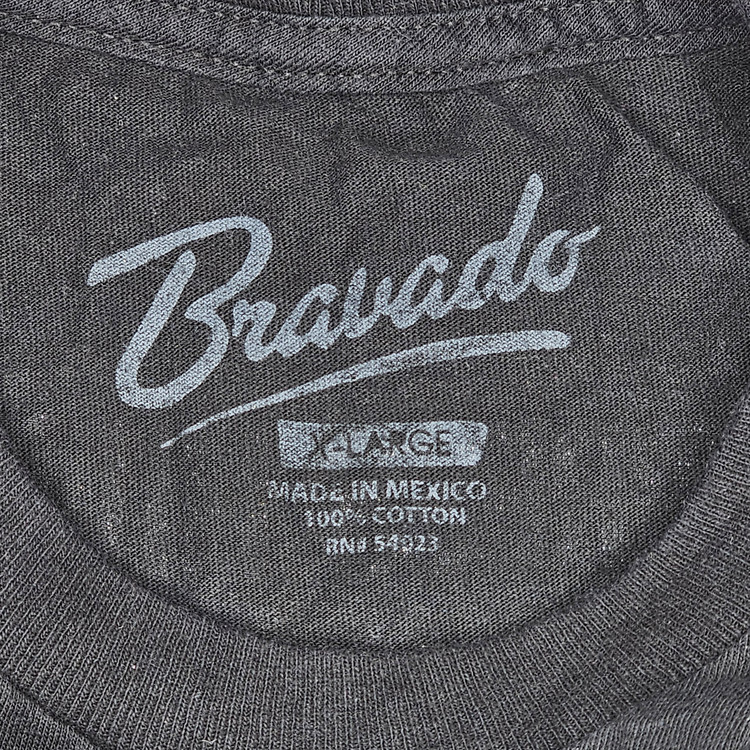 Bravado
X-LARGE
MADE IN MEXICO
100% COTTON
RN# 54023